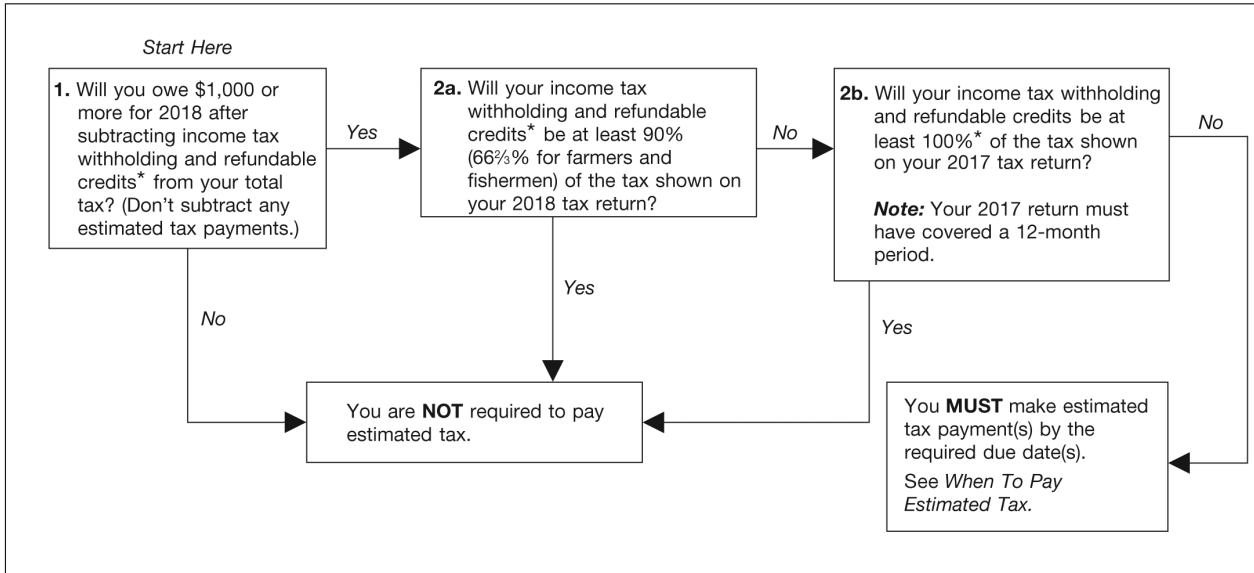 Start Here
1. Will you owe $1,000 or
more for 2018 after
subtracting income tax
withholding and refundable
credits* from your total
tax? (Don't subtract any
estimated tax payments.)
Yes
No
2a. Will your income tax
withholding and refundable
credits* be at least 90%
(66⅔% for farmers and
fishermen) of the tax shown on
your 2018 tax return?
No
Yes
2b. Will your income tax withholding
and refundable credits be at
least 100%* of the tax shown
on your 2017 tax return?
Note: Your 2017 return must
have covered a 12-month
period.
No
Yes
You are NOT required to pay
estimated tax.
You MUST make estimated
tax payment(s) by the
required due date(s).
See When To Pay
Estimated Tax.